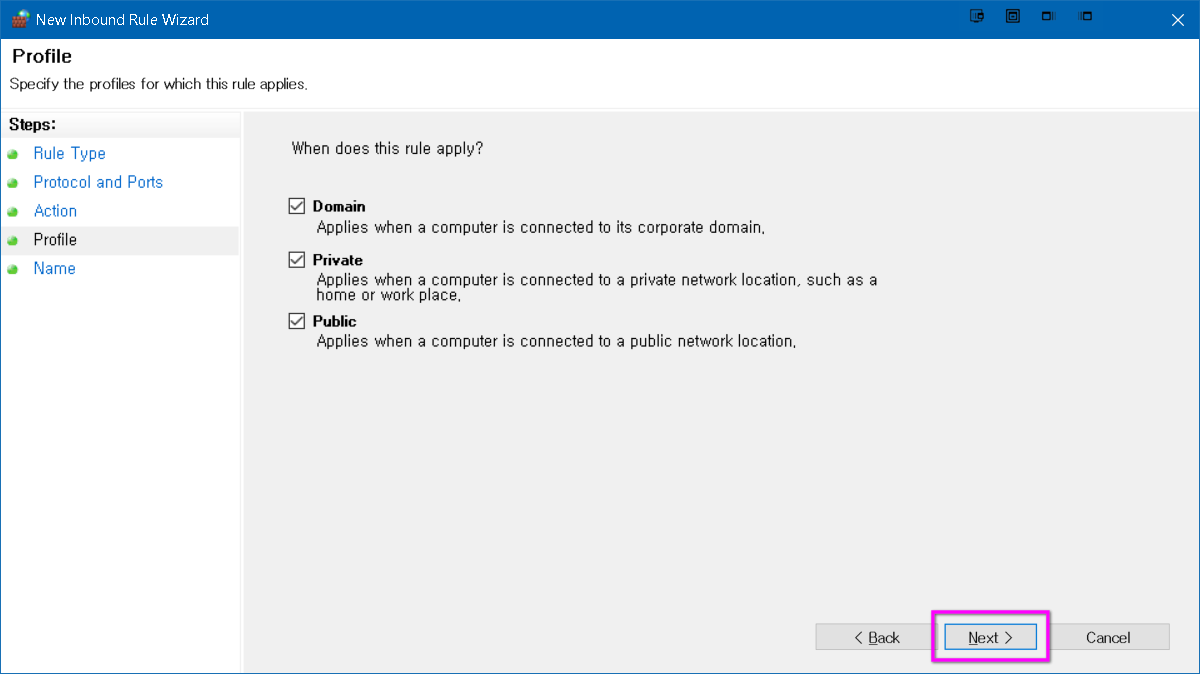 New Inbound Rule Wizard
Profile
Specify the profiles for which this rule applies.
Steps:
Rule Type
Protocol and Ports
Action
Profile
Name
When does this rule apply?
Domain
Applies when a computer is connected to its corporate domain.
Private
Applies when a computer is connected to a private network location, such as a
home or work place.
Public
Applies when a computer is connected to a public network location.
< Back
Next >
Cancel